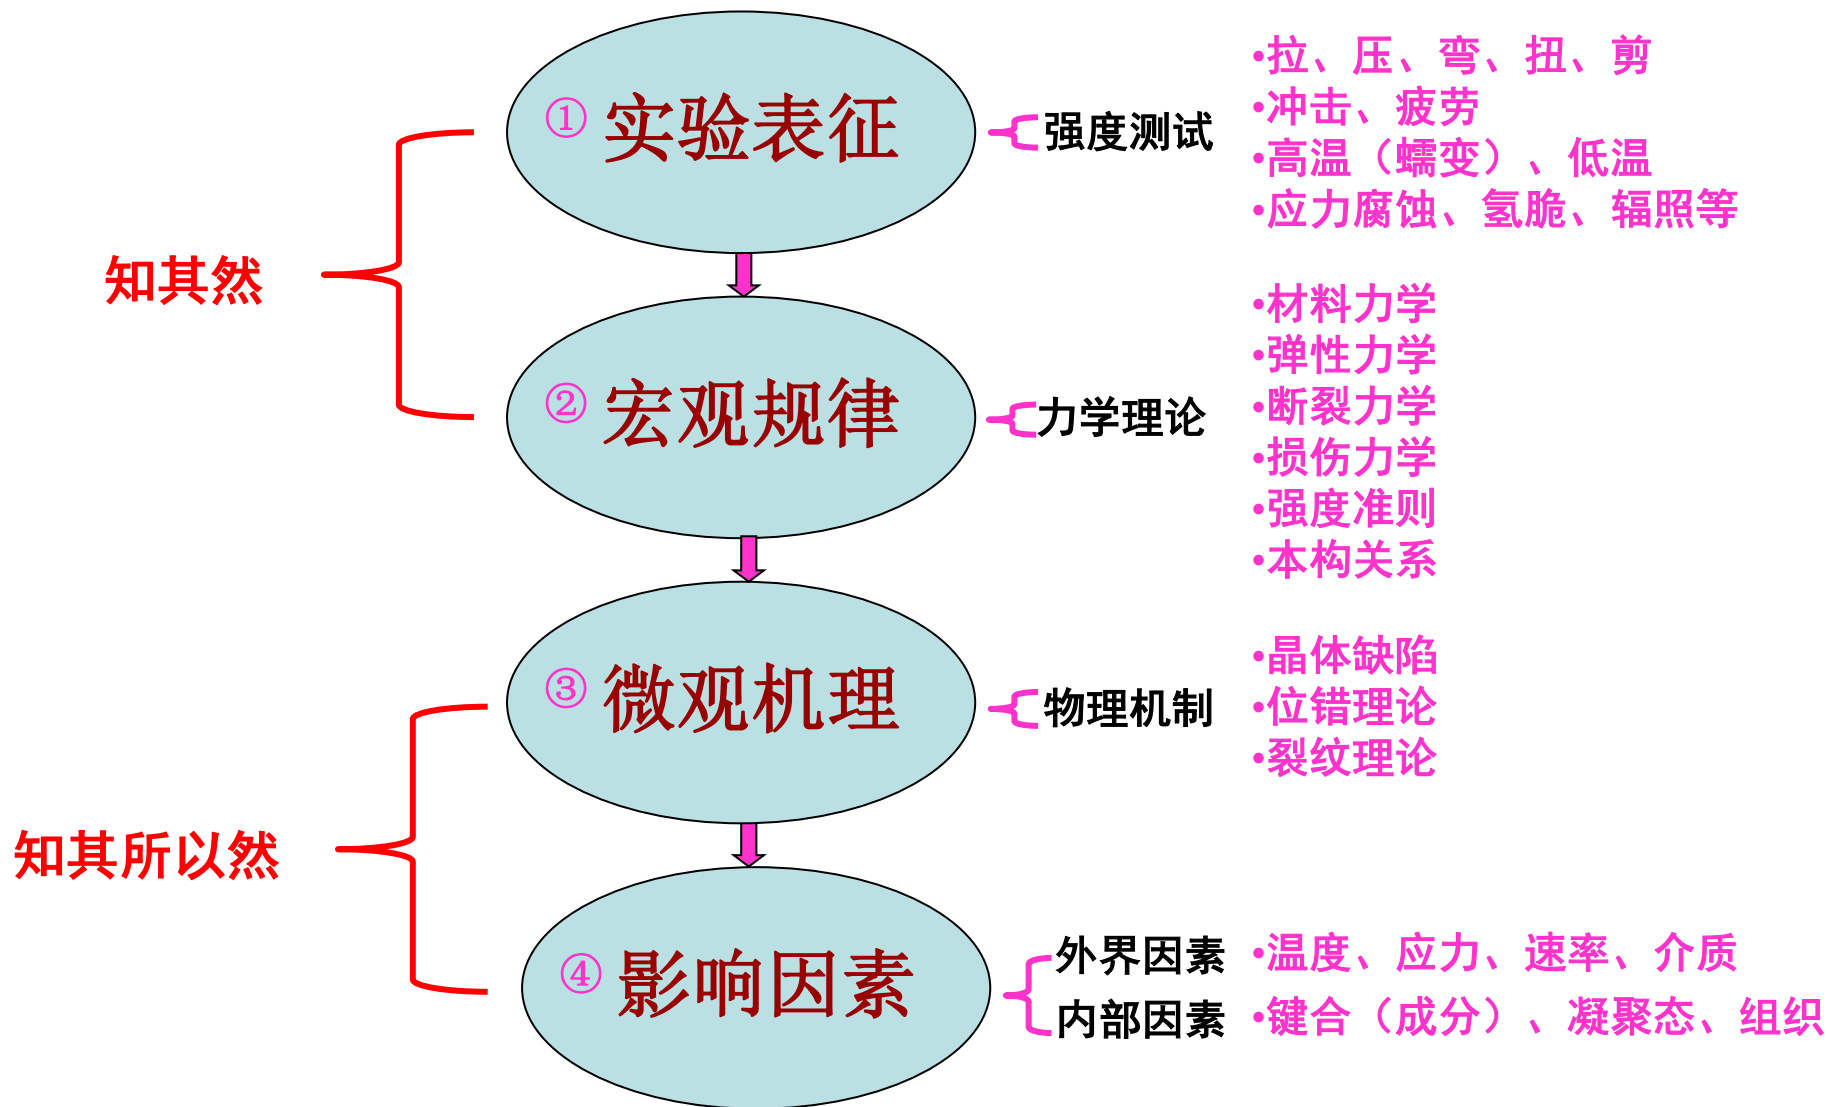 知其然
① 实验表征
强度测试
•拉、压、弯、扭、剪
•冲击、疲劳
•高温（蠕变）、低温
•应力腐蚀、氢脆、辐照等
② 宏观规律
力学理论
•材料力学
•弹性力学
•断裂力学
•损伤力学
•强度准则
•本构关系
知其所以然
③ 微观机理
物理机制
•晶体缺陷
•位错理论
•裂纹理论
④ 影响因素
外界因素
•温度、应力、速率、介质
内部因素
•键合（成分）、凝聚态、组织